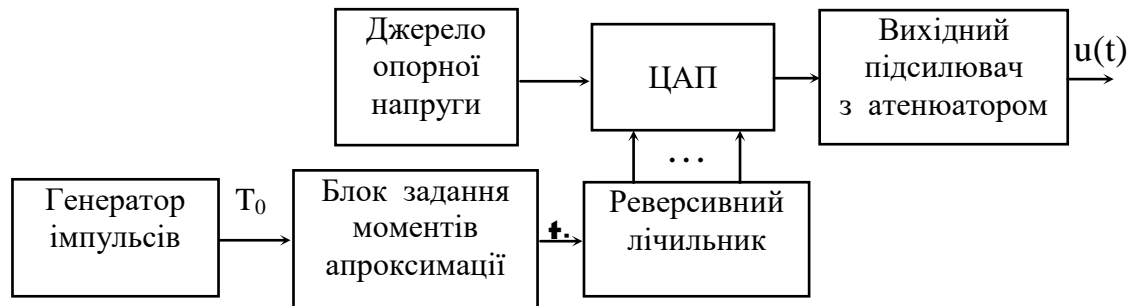 Джерело
опорної
напруги
ЦАП
Вихідний
підсилювач
з атенюатором
u(t)
...
Генератор
імпульсів
T₀
Блок задання
моментів
апроксимації
Реверсивний
лічильник